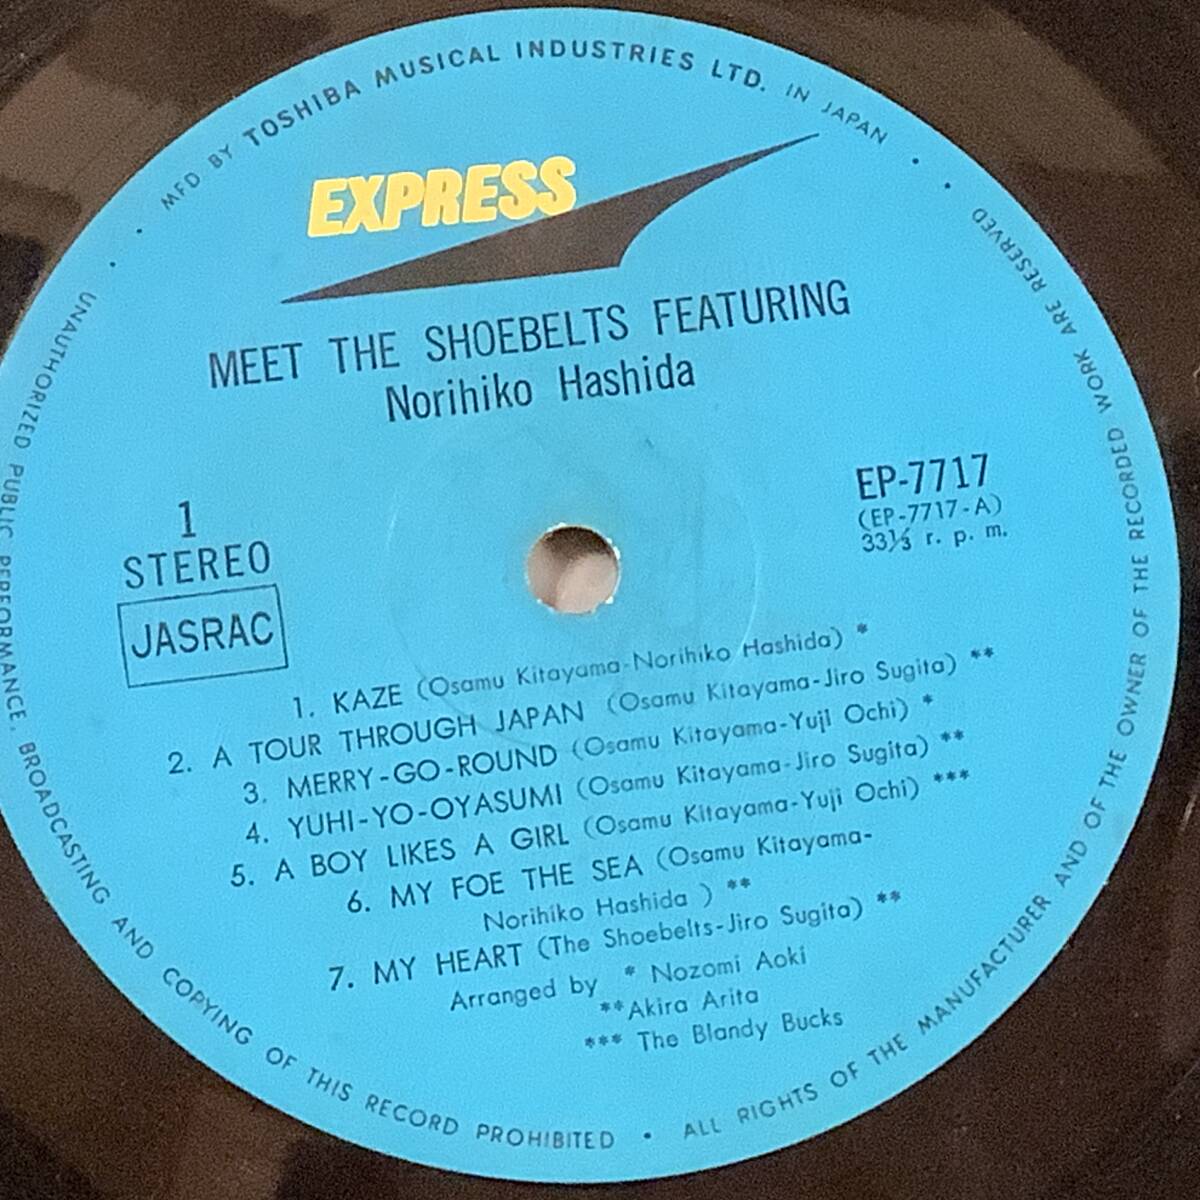 MFD BY TOSHIBA MUSICAL INDUSTRIES LTD. IN JAPAN
EXPRESS
MEET THE SHOEBELTS FEATURING
Norihiko Hashida
EP-7717
(EP-7717-A)
33⅓ r. p. m.
1
STEREO
JASRAC
1. KAZE (Osamu Kitayama-Norihiko Hashida) *
2. A TOUR THROUGH JAPAN (Osamu Kitayama-Jiro Sugita) **
3. MERRY-GO-ROUND (Osamu Kitayama-YujI Ochi) *
4. YUHI-YO-OYASUMI (Osamu Kitayama-Jiro Sugita) **
5. A BOY LIKES A GIRL (Osamu Kitayama-Yuji Ochi) ***
6. MY FOE THE SEA (Osamu Kitayama-
Norihiko Hashida ) **
7. MY HEART (The Shoebelts-Jiro Sugita) **
Arranged by * Nozomi Aoki
**Akira Arita
*** The Blandy Bucks
UNAUTHORIZED PUBLIC PERFORMANCE. BROADCASTING AND COPYING OF THIS RECORD PROHIBITED • ALL RIGHTS OF THE MANUFACTURER AND OF THE OWNER OF THE RECORDED WORK ARE RESERVED